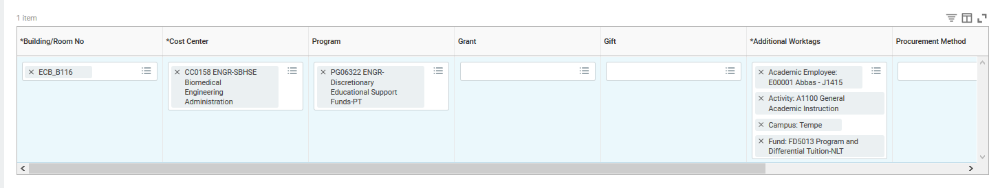 1 item
*Building/Room No
*Cost Center
Program
Grant
Gift
*Additional Worktags
Procurement Method
ECB_B116
CC0158 ENGR-SBHSE
Biomedical
Engineering
Administration
PG06322 ENGR-
Discretionary
Educational Support
Funds-PT
Academic Employee:
E00001 Abbas - J1415
Activity: A1100 General
Academic Instruction
Campus: Tempe
Fund: FD5013 Program and
Differential Tuition-NLT